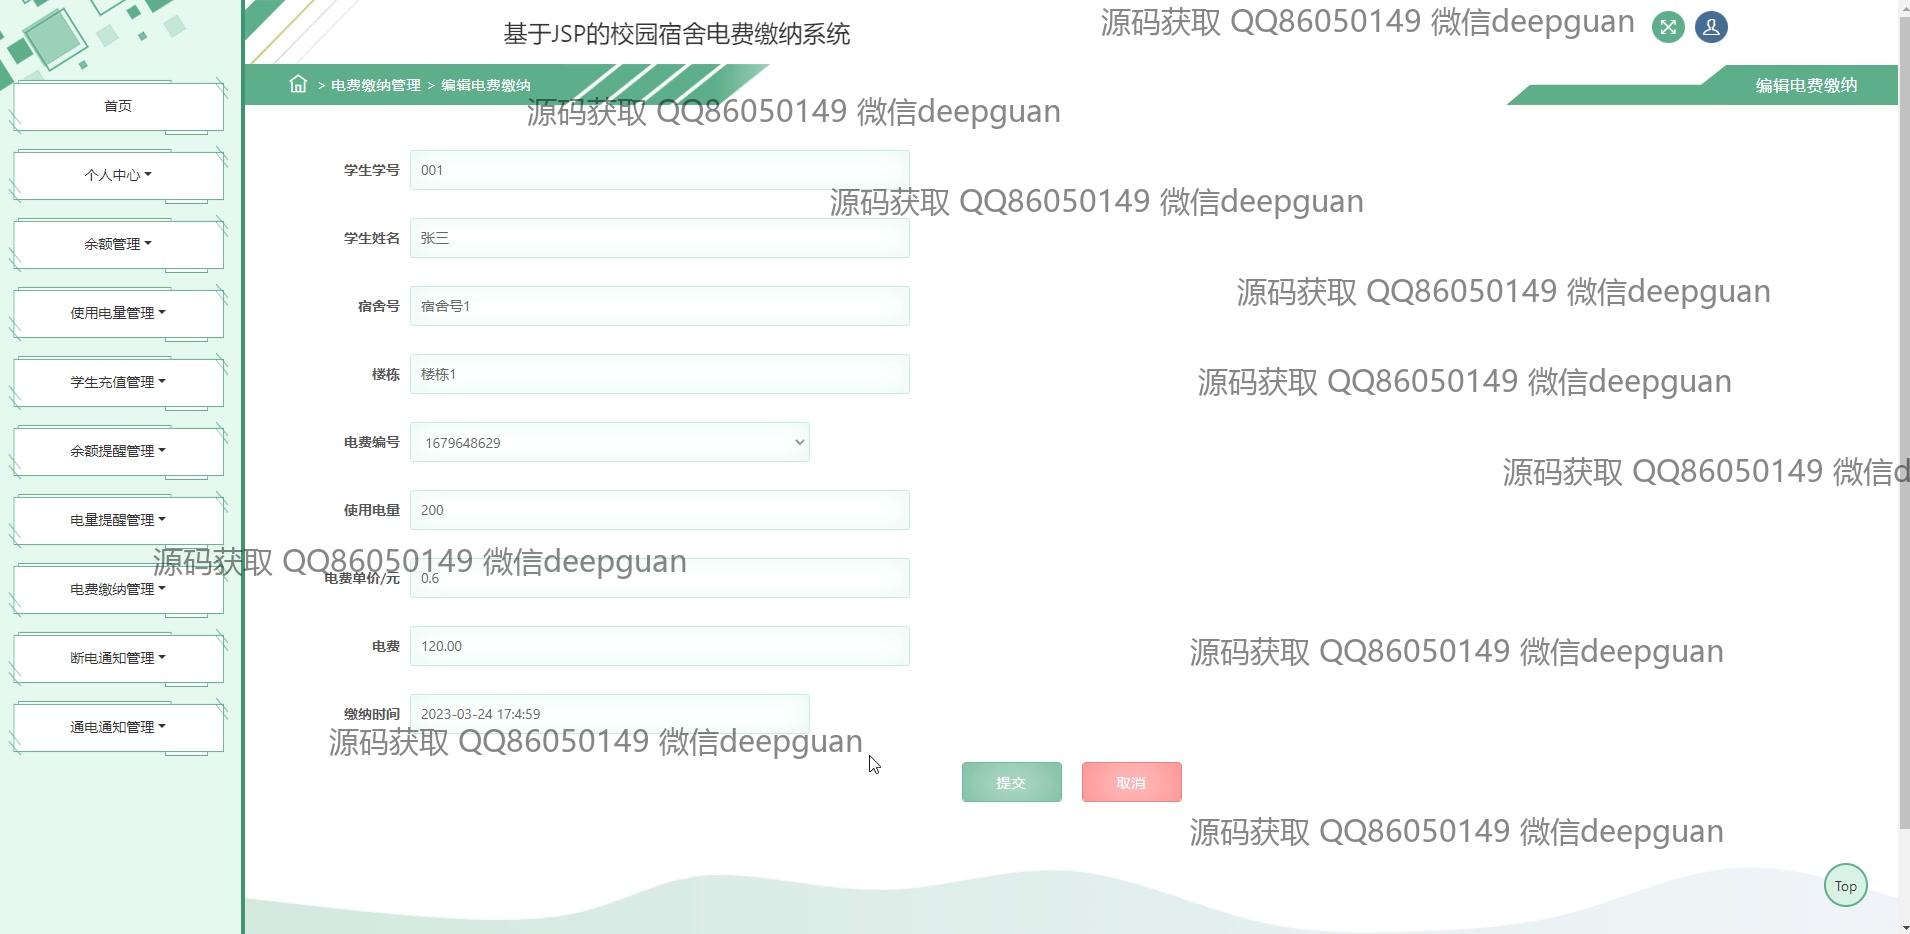 基于JSP的校园宿舍电费缴纳系统
源码获取 QQ86050149 微信deepguan
> 电费缴纳管理 > 编辑电费缴纳
编辑电费缴纳
源码获取 QQ86050149 微信deepguan
首页
个人中心
余额管理
使用电量管理
学生充值管理
余额提醒管理
电量提醒管理
电费缴纳管理
断电通知管理
通电通知管理
学生学号 001
源码获取 QQ86050149 微信deepguan
学生姓名 张三
源码获取 QQ86050149 微信deepguan
宿舍号 宿舍号1
楼栋 楼栋1
源码获取 QQ86050149 微信deepguan
电费编号 1679648629
源码获取 QQ86050149 微信d
使用电量 200
源码获取 QQ86050149 微信deepguan
电费单价/元 0.6
电费 120.00
源码获取 QQ86050149 微信deepguan
缴纳时间 2023-03-24 17:4:59
源码获取 QQ86050149 微信deepguan
提交
取消
源码获取 QQ86050149 微信deepguan
Top